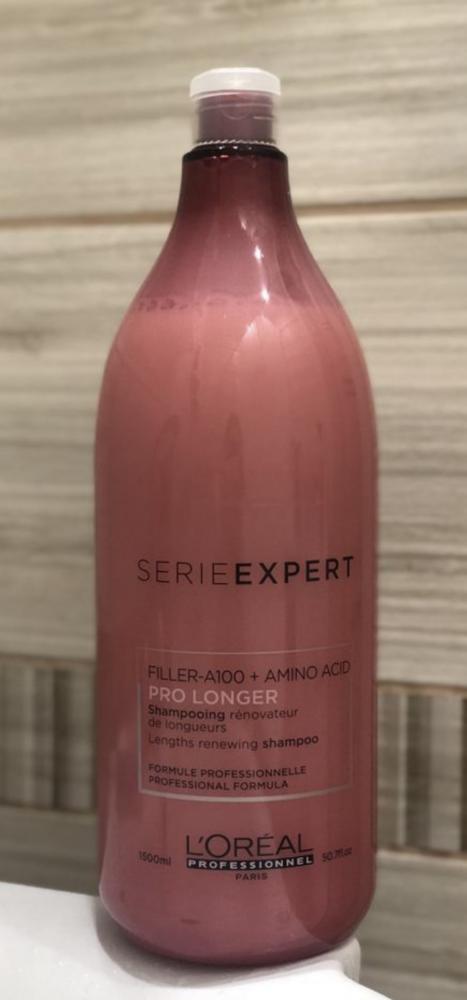 SERIEEXPERT
FILLER-A100 + AMINO ACID
PRO LONGER
Shampooing rénovateur
de longueurs
Lengths renewing shampoo
FORMULE PROFESSIONNELLE
PROFESSIONAL FORMULA
1500ml
L'ORÉAL
PROFESSIONNEL
PARIS
50.7fl.oz